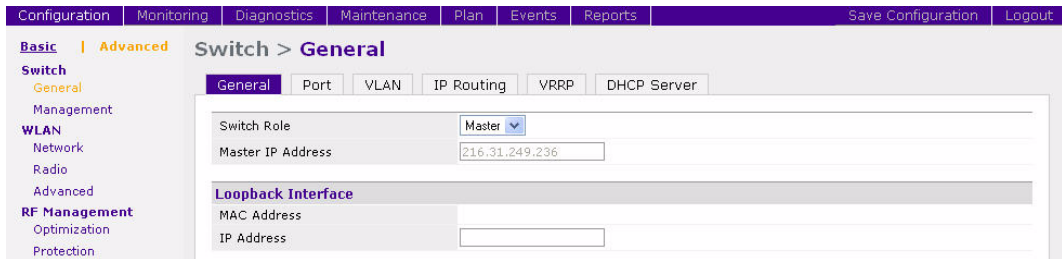 Configuration Monitoring Diagnostics Maintenance Plan Events Reports Save Configuration Logout
Basic | Advanced
Switch
General
Management
WLAN
Network
Radio
Advanced
RF Management
Optimization
Protection
Switch > General
General Port VLAN IP Routing VRRP DHCP Server
Switch Role Master
Master IP Address 216.31.249.236
Loopback Interface
MAC Address
IP Address